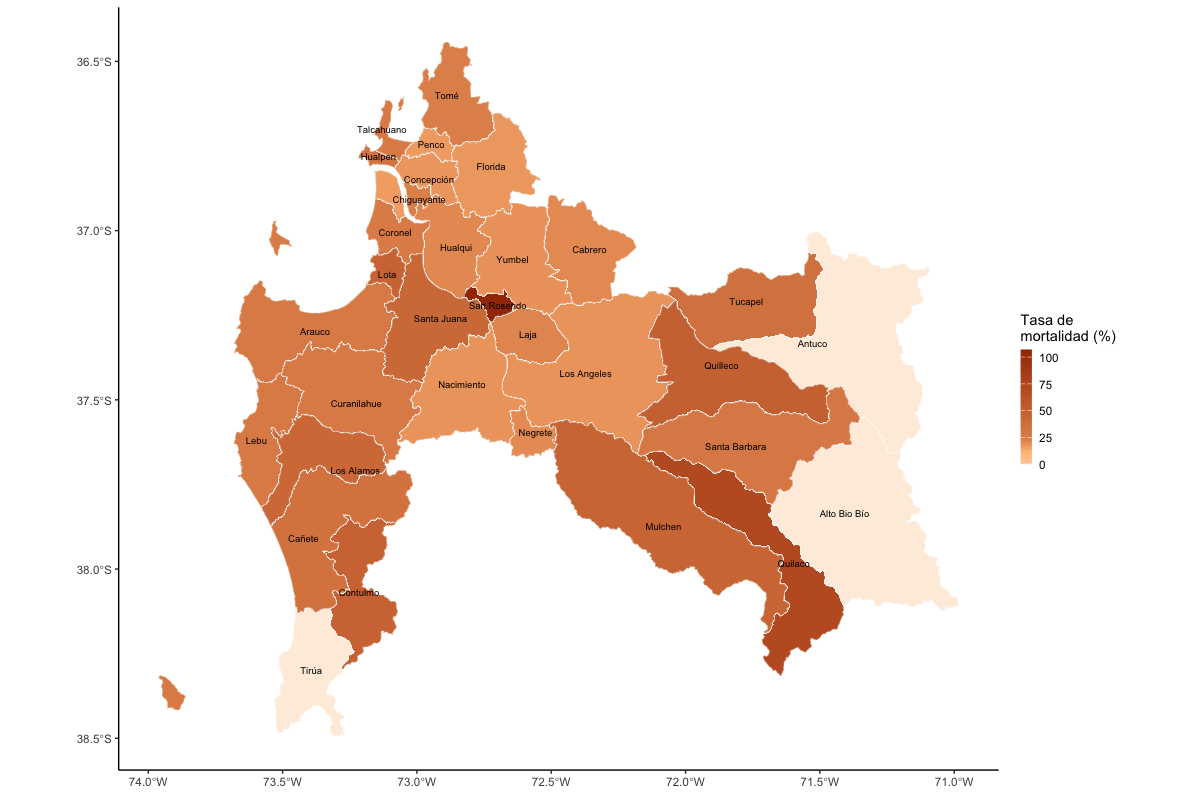 36.5°S
37.0°S
37.5°S
38.0°S
38.5°S
Tomé
Talcahuano
Penco
Hualpen
Florida
Concepción
Chiguayante
Coronel
Hualqui
Cabrero
Yumbel
Lota
Tucapel
San Rosendo
Santa Juana
Arauco
Laja
Antuco
Quilleco
Los Angeles
Nacimiento
Curanilahue
Negrete
Lebu
Santa Barbara
Los Alamos
Alto Bio Bío
Mulchen
Cañete
Quilaco
Contulmo
Tirúa
74.0°W
73.5°W
73.0°W
72.5°W
72.0°W
71.5°W
71.0°W
Tasa de
mortalidad (%)
100
75
50
25
0